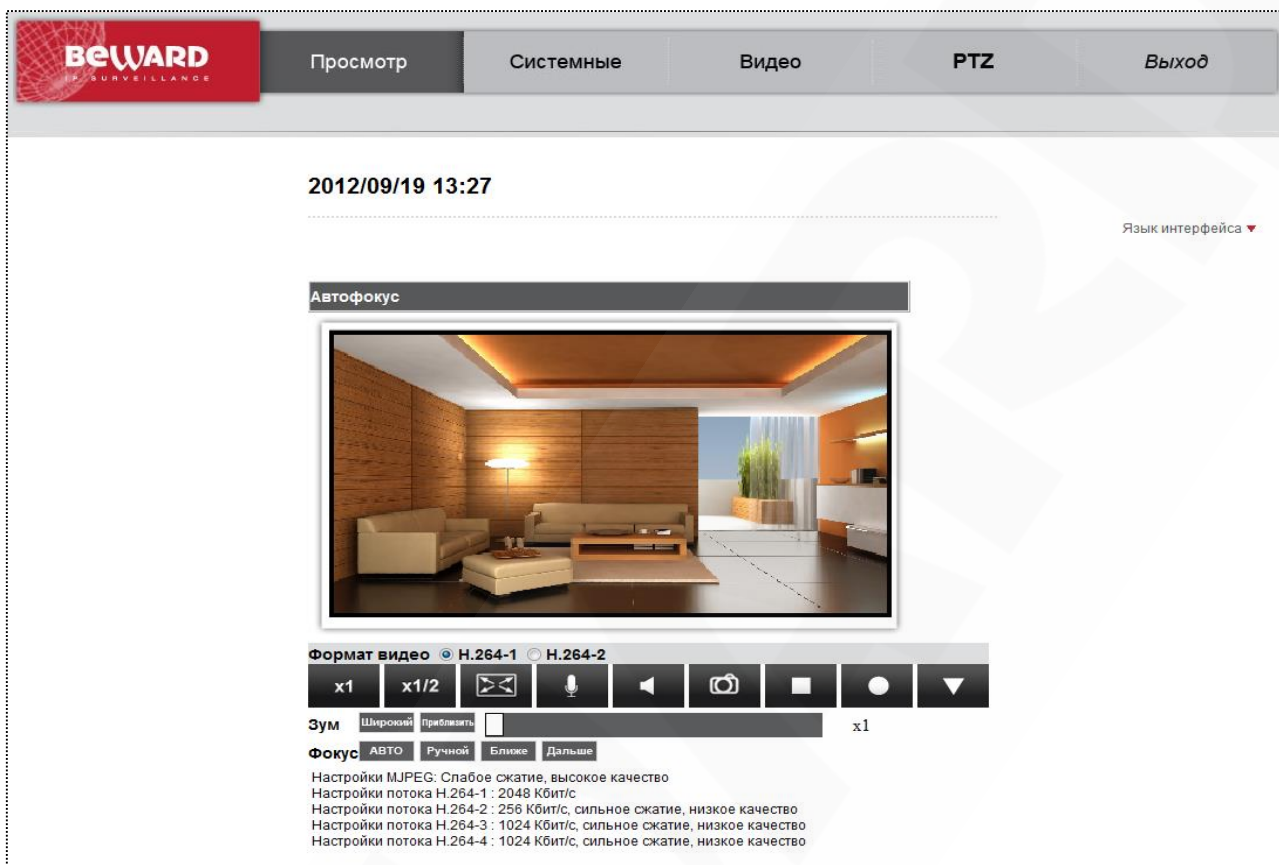 BEWARD
IP SURVEILLANCE
Просмотр
Системные
Видео
PTZ
Выход
2012/09/19 13:27
Язык интерфейса
Автофокус
Формат видео H.264-1 H.264-2
x1 x1/2
Зум Широкий Приблизить x1
Фокус АВТО Ручной Ближе Дальше
Настройки MJPEG: Слабое сжатие, высокое качество
Настройки потока H.264-1 : 2048 Кбит/с
Настройки потока H.264-2 : 256 Кбит/с, сильное сжатие, низкое качество
Настройки потока H.264-3 : 1024 Кбит/с, сильное сжатие, низкое качество
Настройки потока H.264-4 : 1024 Кбит/с, сильное сжатие, низкое качество